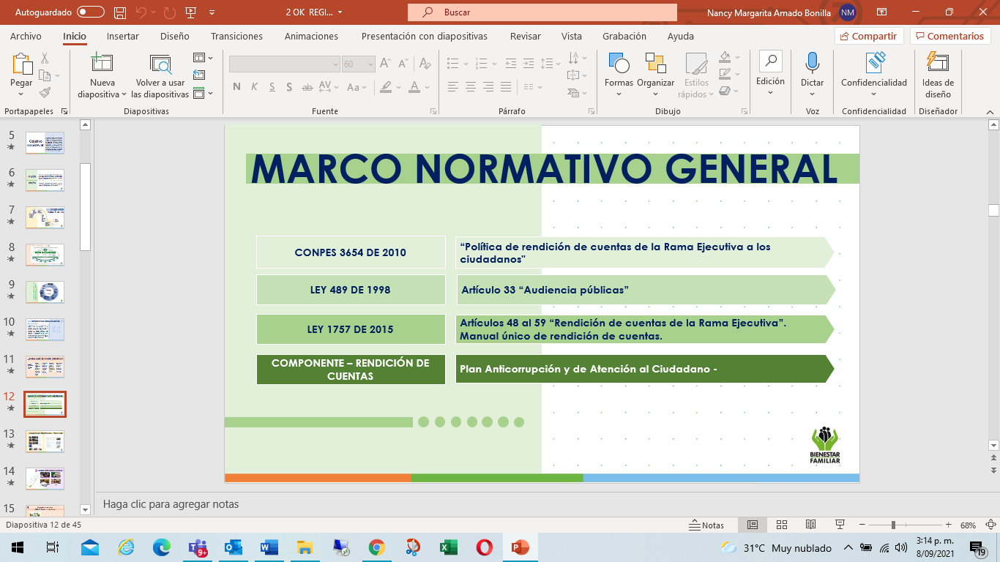 Autoguardado
2 OK REGI...
Buscar
Nancy Margarita Amado Bonilla
NM
Archivo
Inicio
Insertar
Diseño
Transiciones
Animaciones
Presentación con diapositivas
Revisar
Vista
Grabación
Ayuda
Compartir
Comentarios
Pegar
Nueva
diapositiva
Volver a usar
las diapositivas
60
N K S S ab AV Aa A
Formas
Organizar
Estilos
rápidos
Edición
Dictar
Confidencialidad
Ideas de
diseño
Portapapeles
Diapositivas
Fuente
Párrafo
Dibujo
Voz
Confidencialidad
Diseñador
5
6
7
8
9
10
11
12
13
14
15
MARCO NORMATIVO GENERAL
CONPES 3654 DE 2010
“Política de rendición de cuentas de la Rama Ejecutiva a los
ciudadanos"
LEY 489 DE 1998
Artículo 33 “Audiencia públicas”
LEY 1757 DE 2015
Artículos 48 al 59 “Rendición de cuentas de la Rama Ejecutiva”.
Manual único de rendición de cuentas.
COMPONENTE – RENDICIÓN DE
CUENTAS
Plan Anticorrupción y de Atención al Ciudadano -
BIENESTAR
FAMILIAR
Haga clic para agregar notas
Diapositiva 12 de 45
Notas
68%
9+
31°C Muy nublado
3:14 p. m.
8/09/2021
19